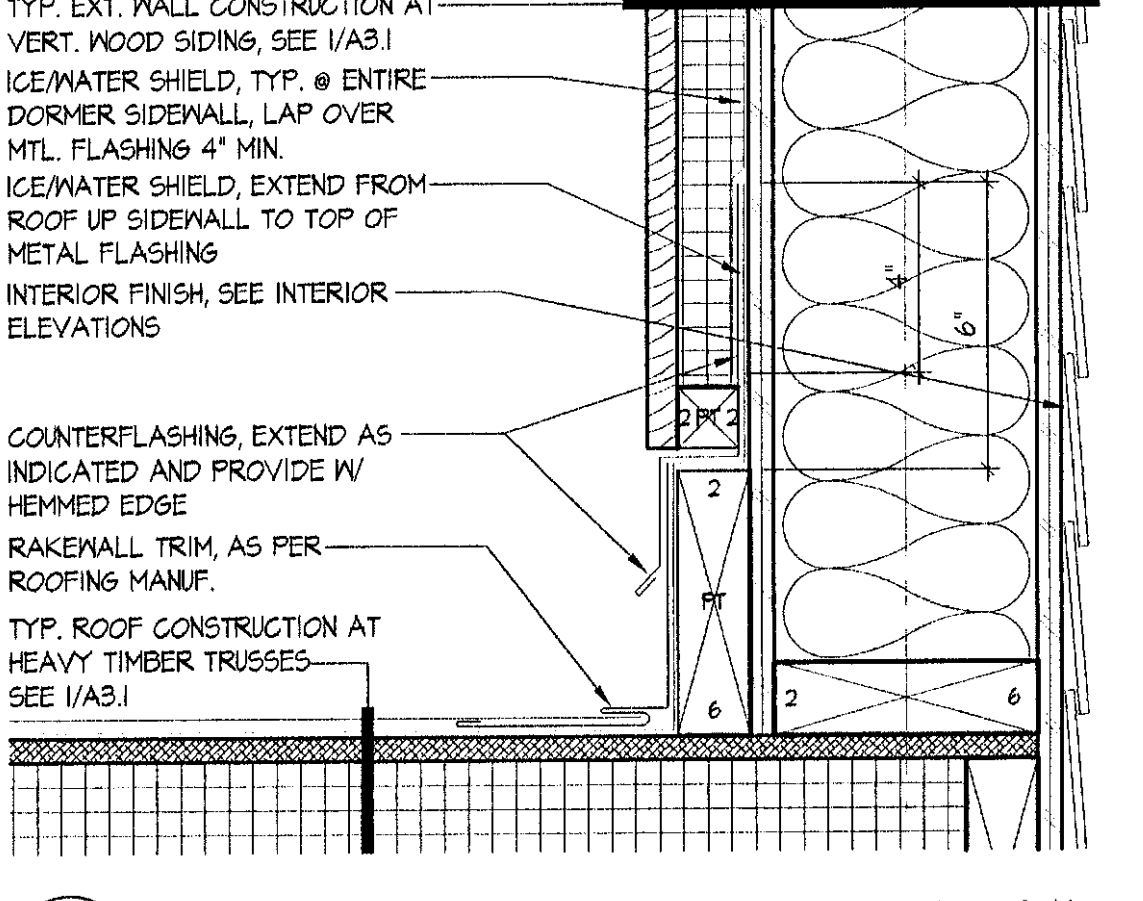 TYP. EXT. WALL CONSTRUCTION AT
VERT. WOOD SIDING, SEE 1/A3.1
ICE/WATER SHIELD, TYP. @ ENTIRE
DORMER SIDEWALL, LAP OVER
MTL. FLASHING 4" MIN.
ICE/WATER SHIELD, EXTEND FROM
ROOF UP SIDEWALL TO TOP OF
METAL FLASHING
INTERIOR FINISH, SEE INTERIOR
ELEVATIONS
COUNTERFLASHING, EXTEND AS
INDICATED AND PROVIDE W/
HEMMED EDGE
RAKEWALL TRIM, AS PER
ROOFING MANUF.
TYP. ROOF CONSTRUCTION AT
HEAVY TIMBER TRUSSES
SEE 1/A3.1
4"
6"
2 PT 2
2
PT
6
2 6